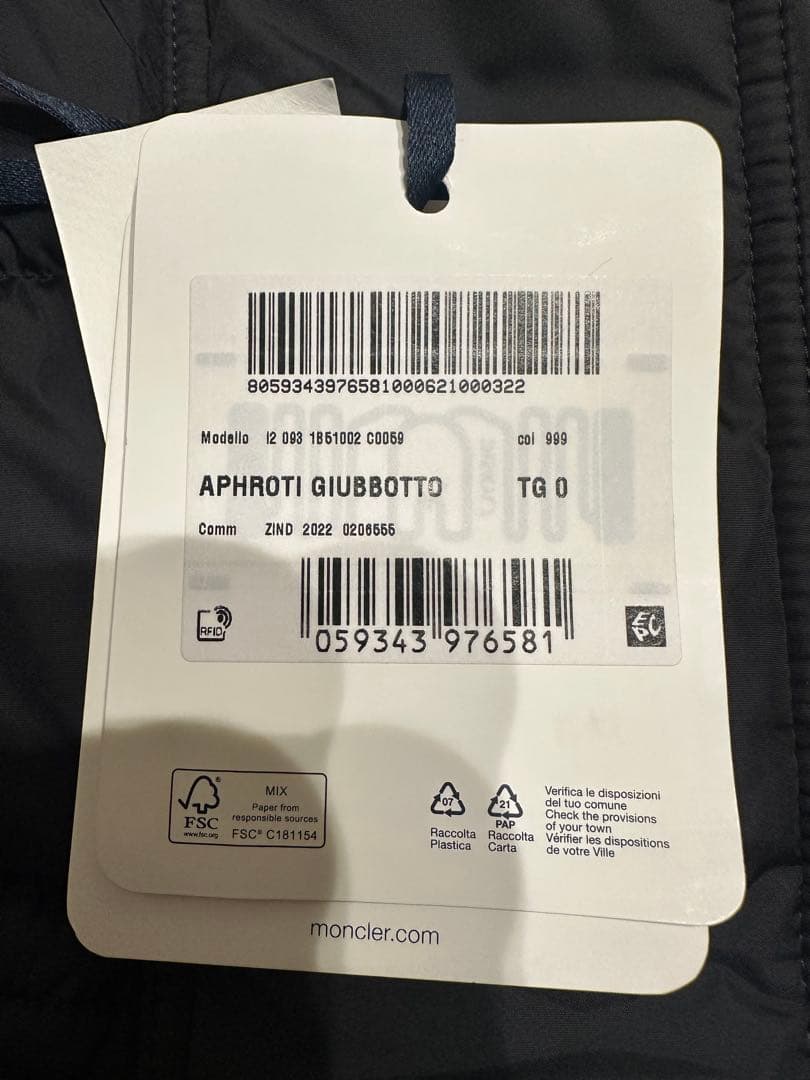 8059343976581000621000322
Modello I2 093 1B51002 C0059 col 999
APHROTI GIUBBOTTO TG 0
Comm ZIND 2022 0206555
RFID
059343 976581
EPC
FSC®
www.fsc.org
MIX
Paper from
responsible sources
FSC® C181154
07
Raccolta
Plastica
21
PAP
Raccolta
Carta
Verifica le disposizioni
del tuo comune
Check the provisions
of your town
Vérifier les dispositions
de votre Ville
moncler.com